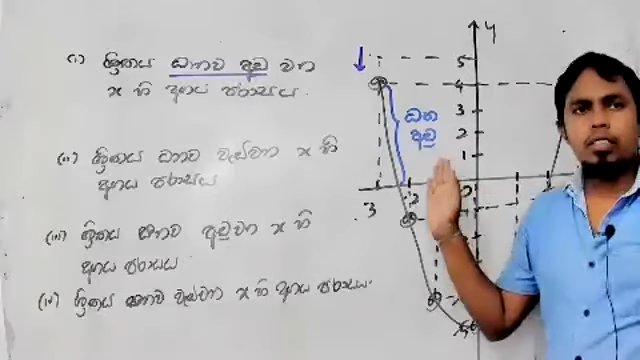 (i) ශ්‍රිතය ධනව අඩු වන
x හි අගය පරාසය.
(ii) ශ්‍රිතය ධනව වැඩිවන x හි
අගය පරාසය
(iii) ශ්‍රිතය ඍණව අඩුවන x හි
අගය පරාසය
(iv) ශ්‍රිතය ඍණව වැඩිවන x හි අගය පරාසය.
y
5
4
3
2
1
ධන
අඩු
3 2 0